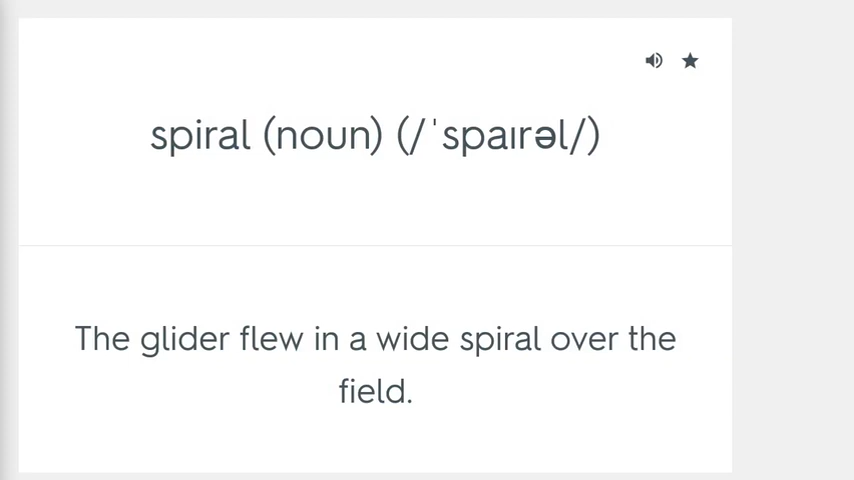 spiral (noun) (/ˈspaɪrəl/)
The glider flew in a wide spiral over the
field.